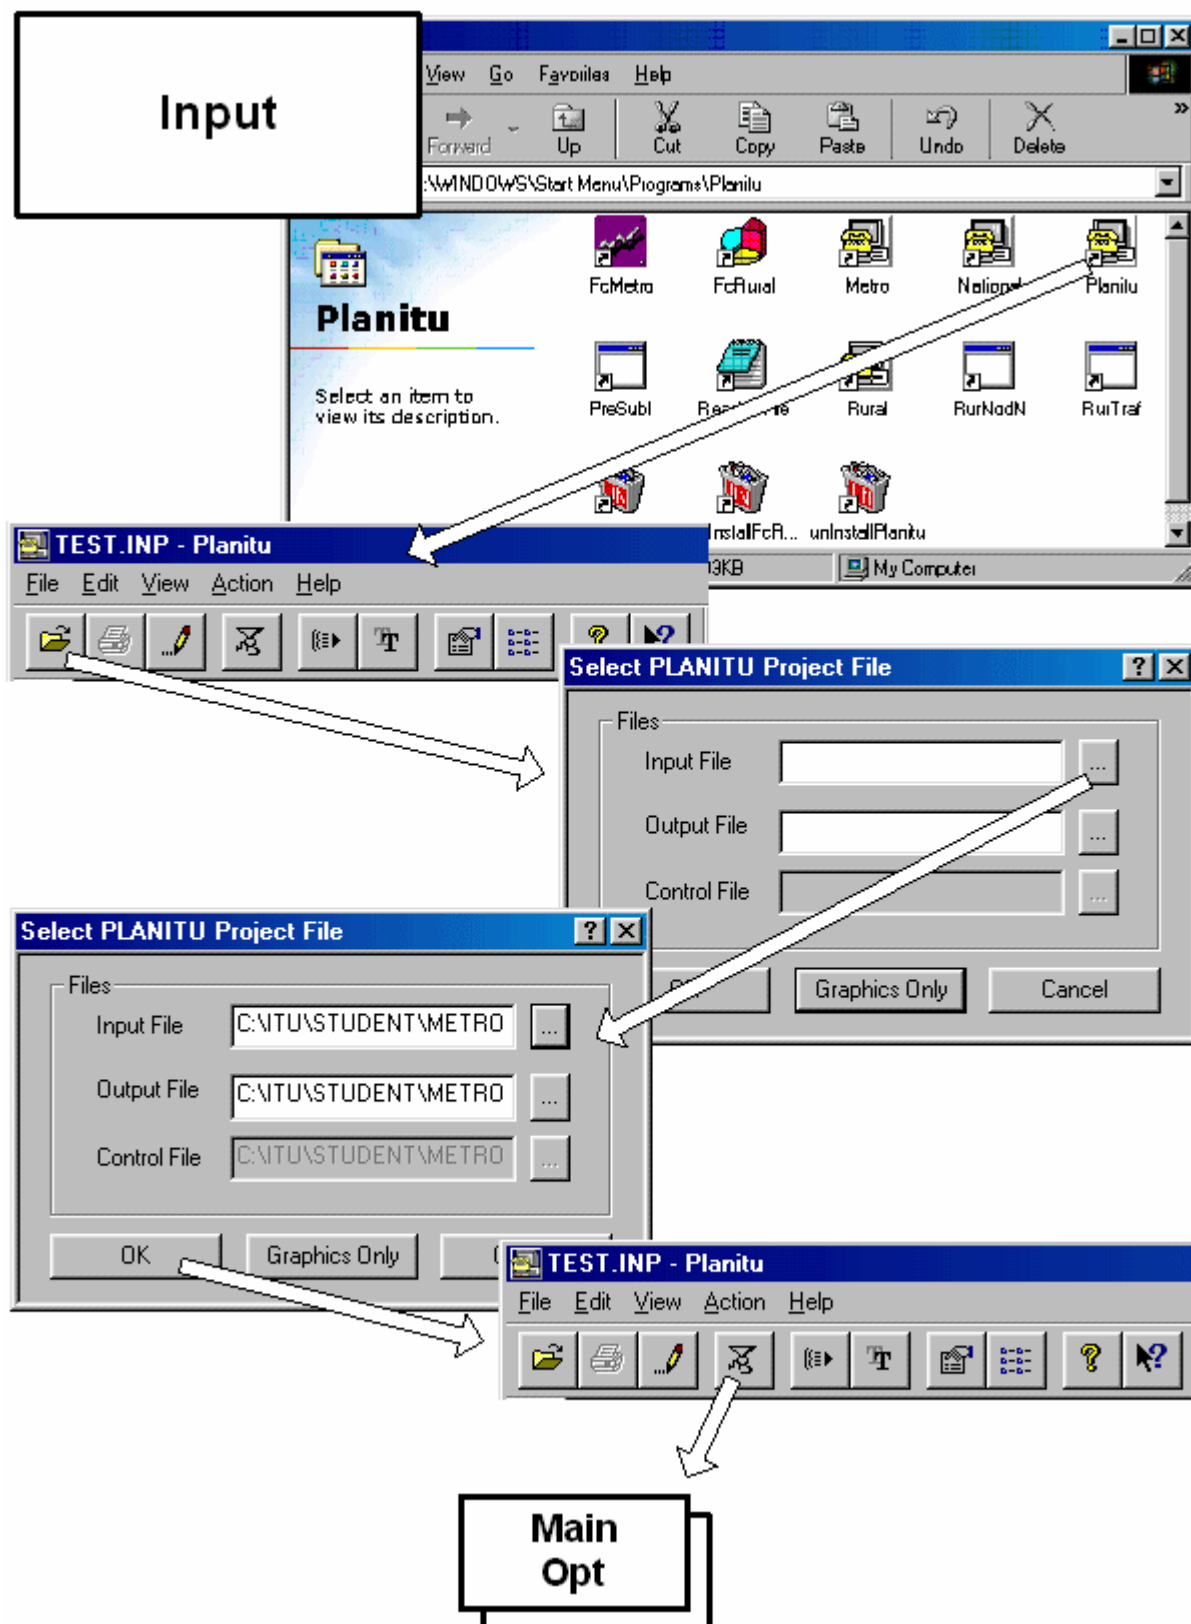 Input
View Go Favorites Help
Forward Up Cut Copy Paste Undo Delete
:\WINDOWS\Start Menu\Programs\Planitu
Planitu
Select an item to
view its description.
FcMetro FcRural Metro National Planitu
PreSubl Rural RurNodN RurTraf
InstallFcR... unInstallPlanitu
My Computer
TEST.INP - Planitu
File Edit View Action Help
Select PLANITU Project File
Files
Input File ...
Output File ...
Control File ...
Graphics Only Cancel
Select PLANITU Project File
Files
Input File C:\ITU\STUDENT\METRO ...
Output File C:\ITU\STUDENT\METRO ...
Control File C:\ITU\STUDENT\METRO ...
OK Graphics Only
TEST.INP - Planitu
File Edit View Action Help
Main
Opt